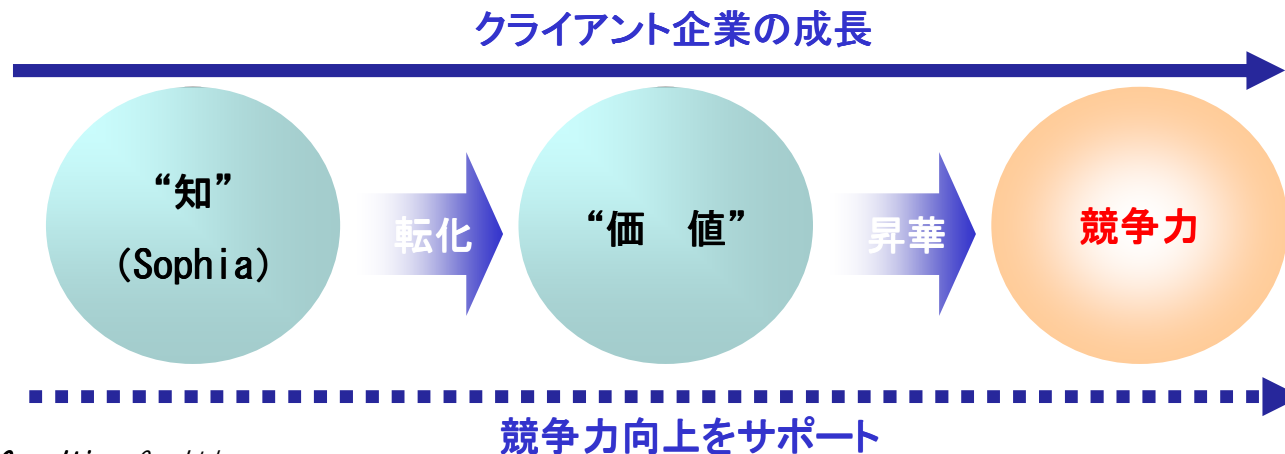 クライアント企業の成長
“知”
(Sophia)
転化
“価　値”
昇華
競争力
競争力向上をサポート